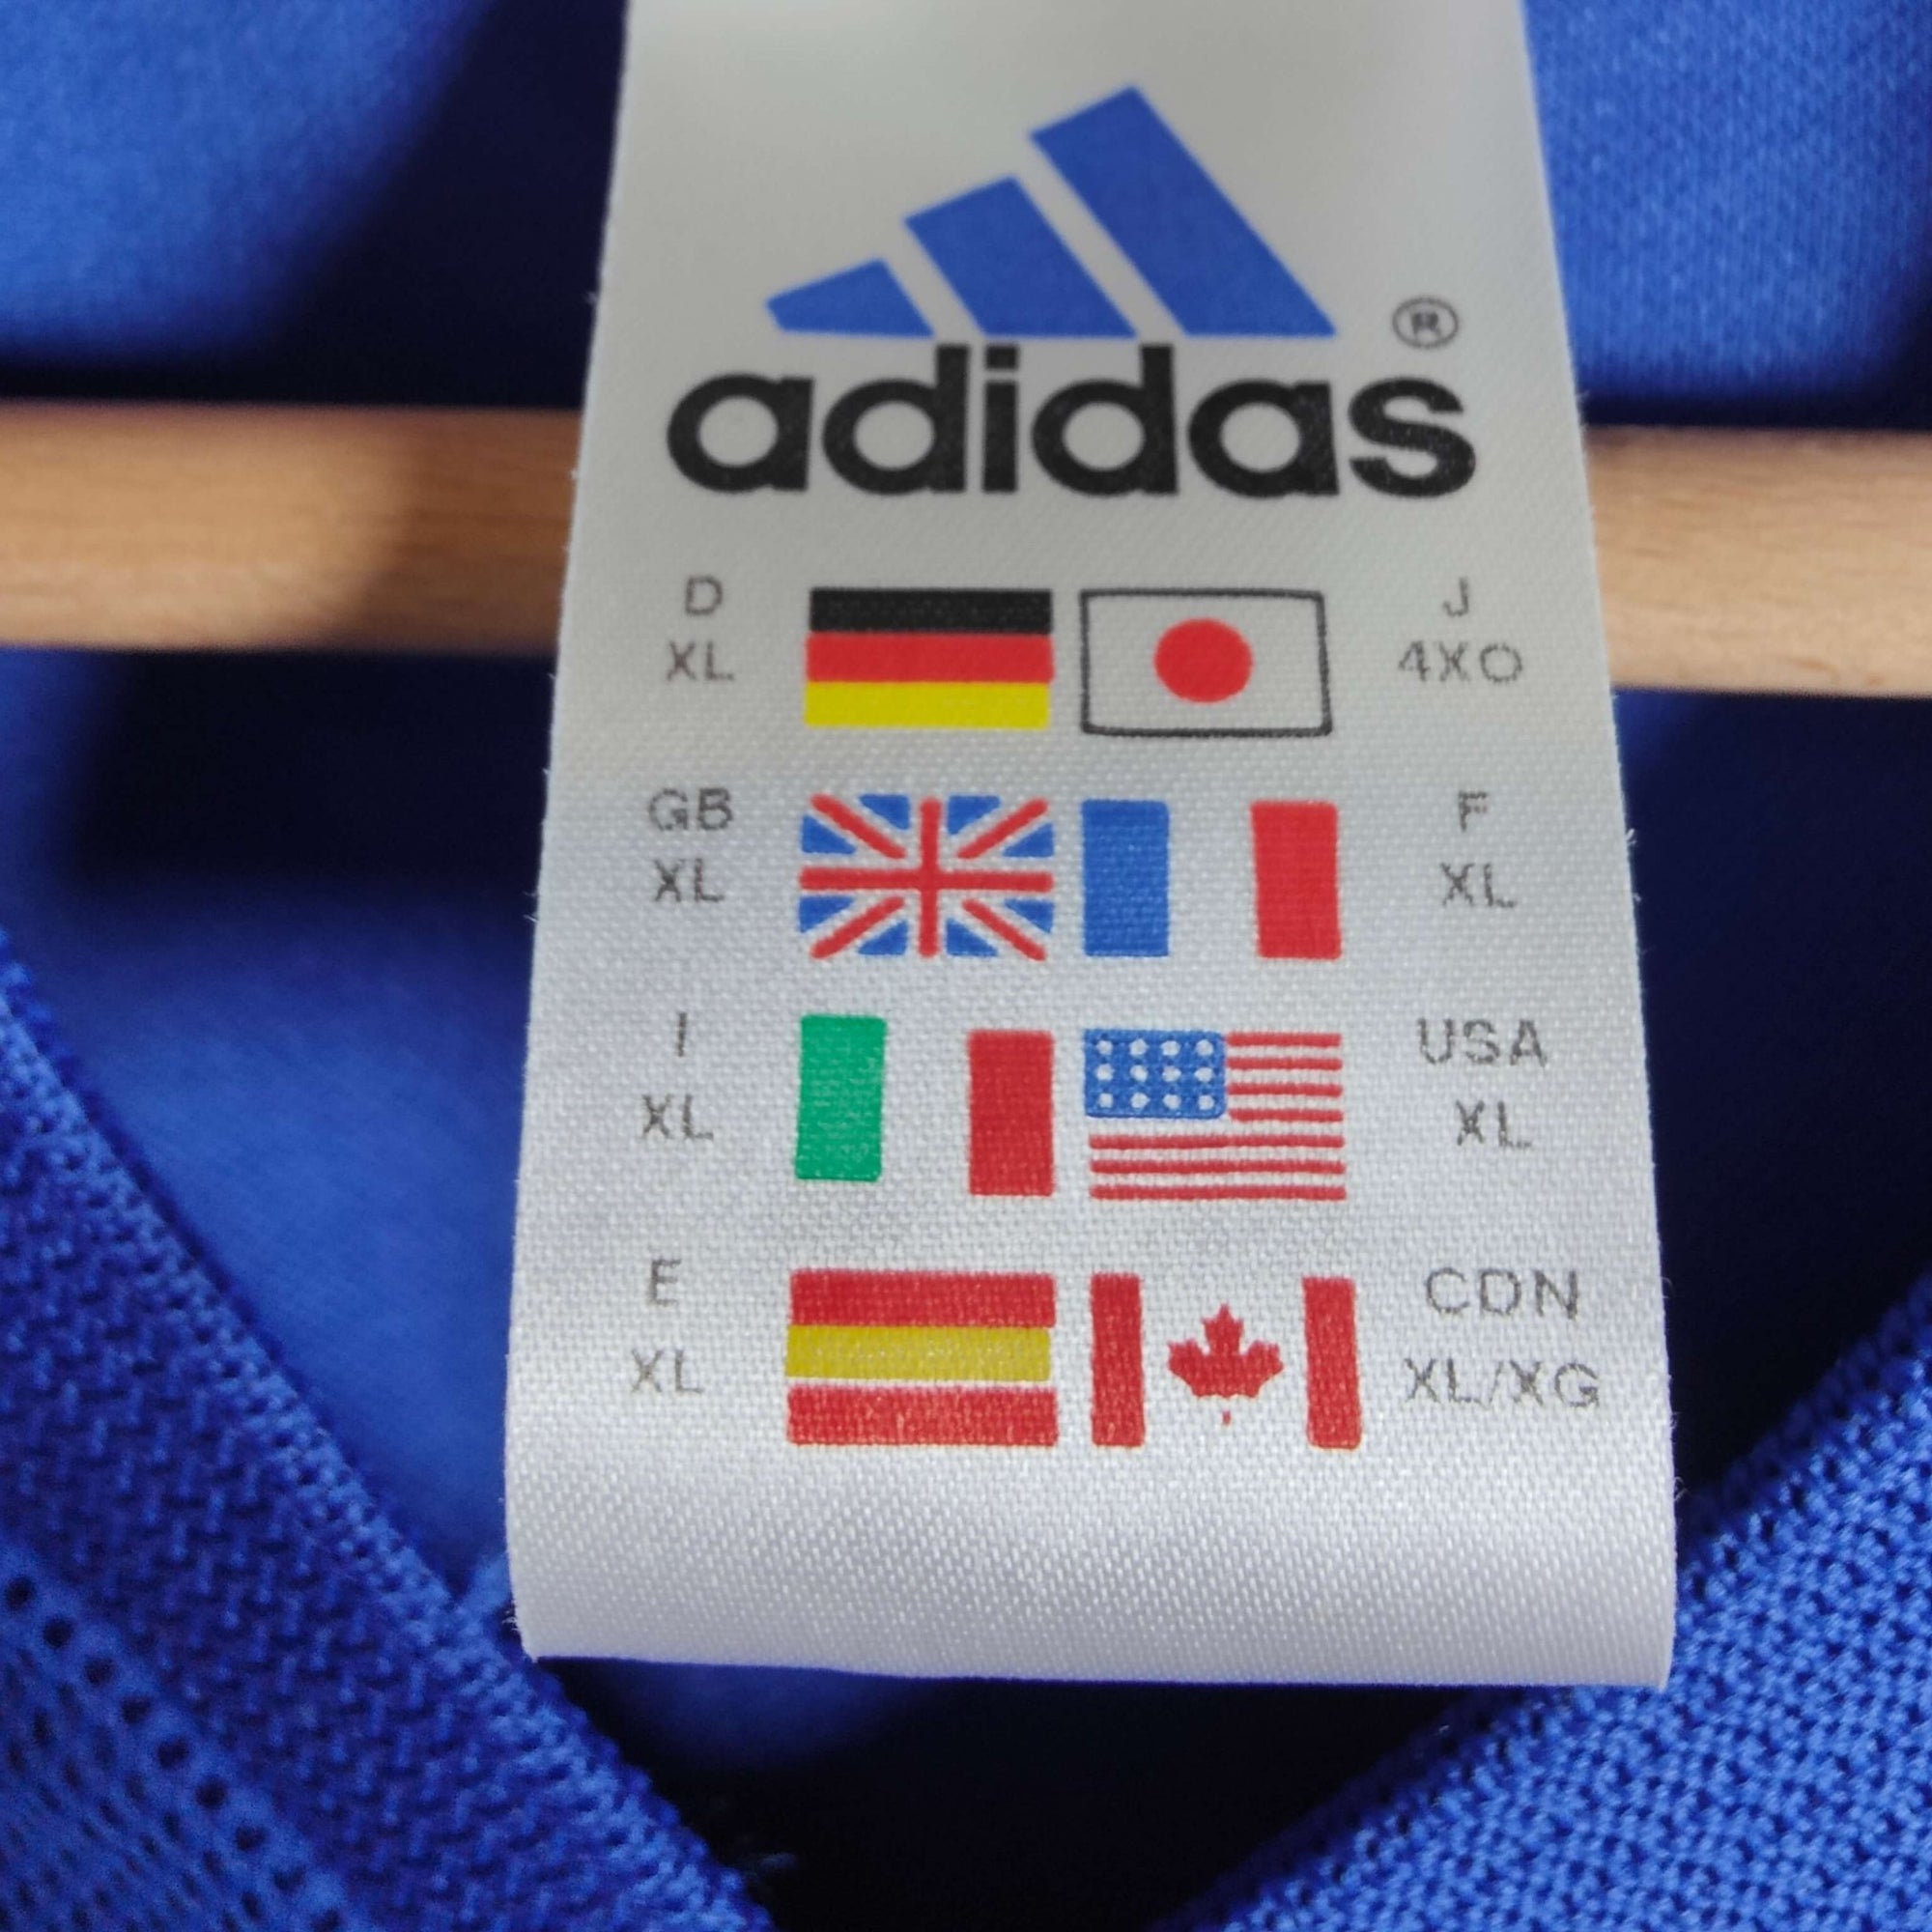 ®
adidas
D J
XL 4XO
GB F
XL XL
I USA
XL XL
E CDN
XL XL/XG